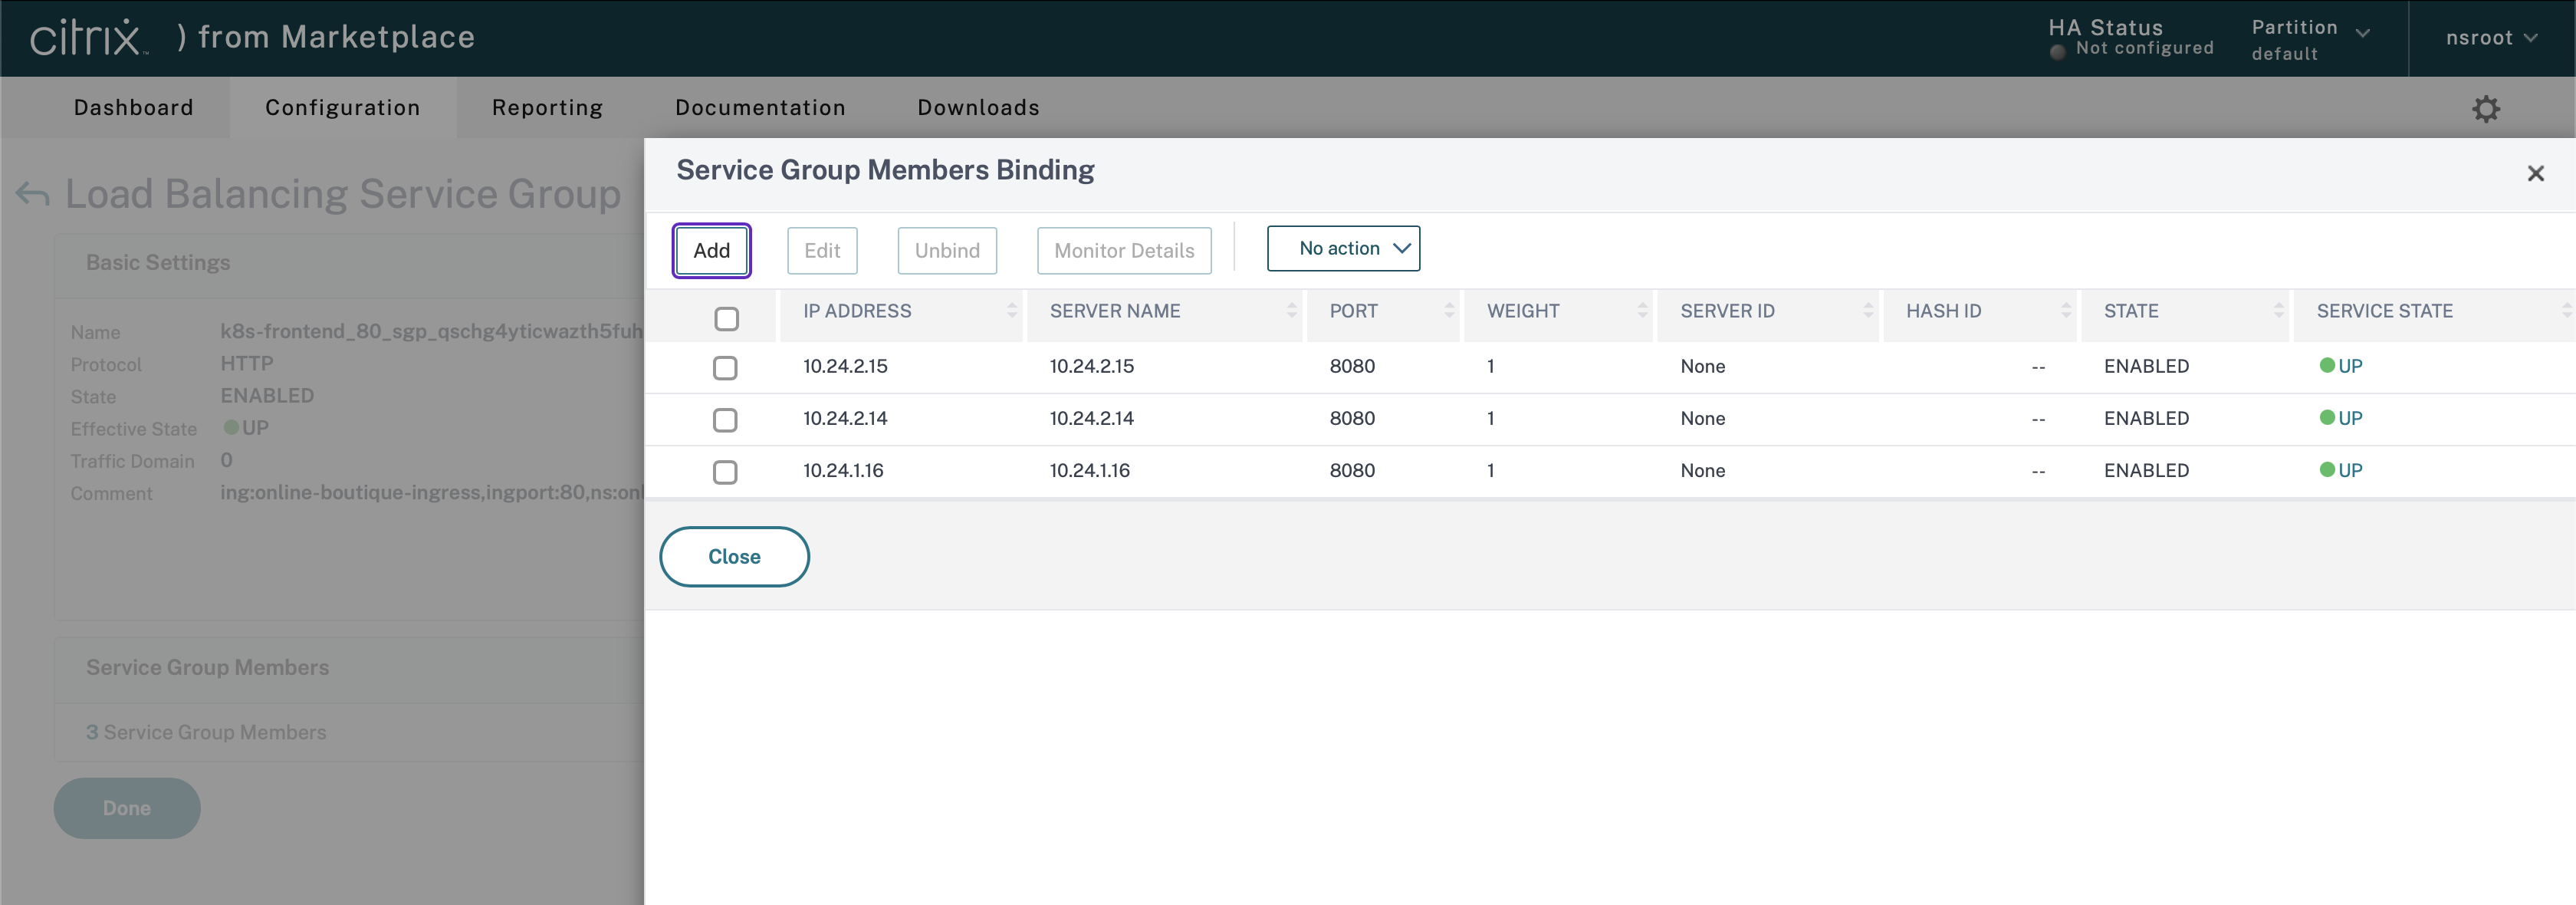 citrix™ ) from Marketplace
HA Status
Not configured
Partition
default
nsroot
Dashboard Configuration Reporting Documentation Downloads
Load Balancing Service Group
Basic Settings
Name k8s-frontend_80_sgp_qschg4yticwazth5fuh
Protocol HTTP
State ENABLED
Effective State UP
Traffic Domain 0
Comment ing:online-boutique-ingress,ingport:80,ns:onl
Service Group Members
3 Service Group Members
Done
Service Group Members Binding
Add Edit Unbind Monitor Details No action
IP ADDRESS SERVER NAME PORT WEIGHT SERVER ID HASH ID STATE SERVICE STATE
10.24.2.15 10.24.2.15 8080 1 None -- ENABLED UP
10.24.2.14 10.24.2.14 8080 1 None -- ENABLED UP
10.24.1.16 10.24.1.16 8080 1 None -- ENABLED UP
Close